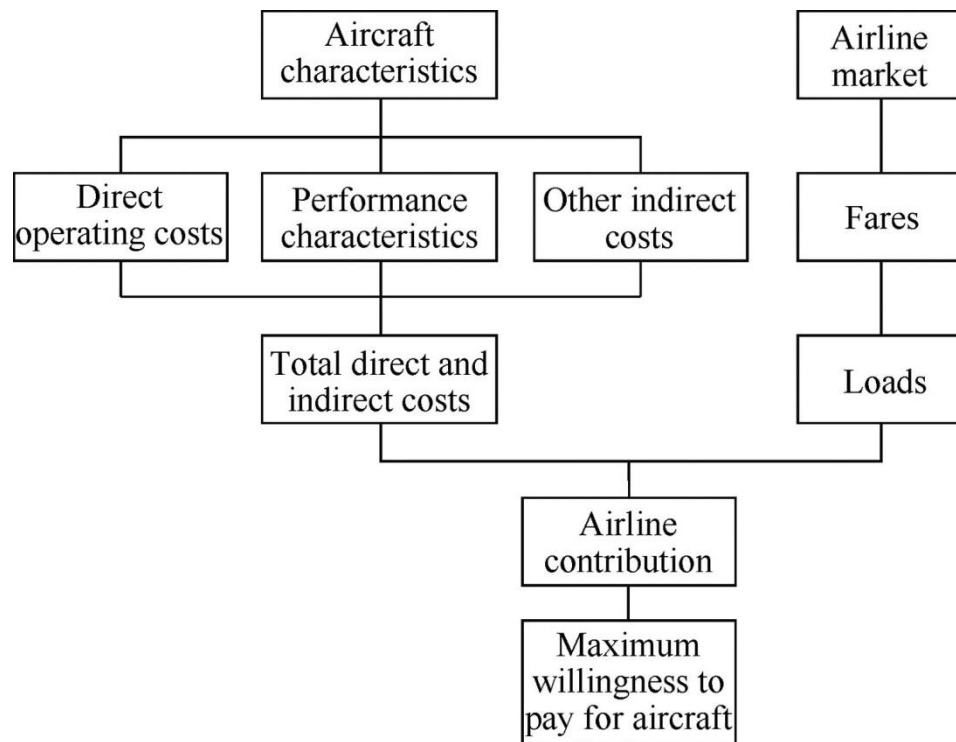 Aircraft
characteristics
Airline
market
Direct
operating costs
Performance
characteristics
Other indirect
costs
Fares
Total direct and
indirect costs
Loads
Airline
contribution
Maximum
willingness to
pay for aircraft